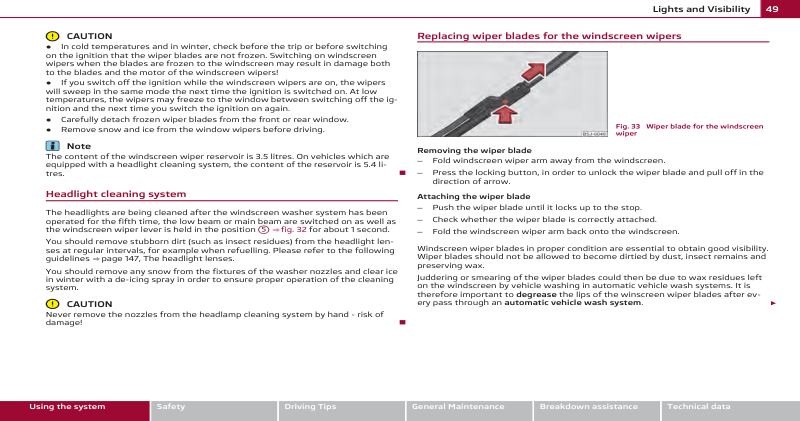 Lights and Visibility 49
CAUTION
● In cold temperatures and in winter, check before the trip or before switching
on the ignition that the wiper blades are not frozen. Switching on windscreen
wipers when the blades are frozen to the windscreen may result in damage both
to the blades and the motor of the windscreen wipers!
● If you switch off the ignition while the windscreen wipers are on, the wipers
will sweep in the same mode the next time the ignition is switched on. At low
temperatures, the wipers may freeze to the window between switching off the ig-
nition and the next time you switch the ignition on again.
● Carefully detach frozen wiper blades from the front or rear window.
● Remove snow and ice from the window wipers before driving.
Note
The content of the windscreen wiper reservoir is 3.5 litres. On vehicles which are
equipped with a headlight cleaning system, the content of the reservoir is 5.4 li-
tres.
Headlight cleaning system
The headlights are being cleaned after the windscreen washer system has been
operated for the fifth time, the low beam or main beam are switched on as well as
the windscreen wiper lever is held in the position 5 ⇒ fig. 32 for about 1 second.
You should remove stubborn dirt (such as insect residues) from the headlight len-
ses at regular intervals, for example when refuelling. Please refer to the following
guidelines ⇒ page 147, The headlights.
You should remove any snow from the fixtures of the washer nozzles and clear ice
in winter with a de-icing spray in order to ensure proper operation of the cleaning
system.
CAUTION
Never remove the nozzles from the headlamp cleaning system by hand - risk of
damage!
Replacing wiper blades for the windscreen wipers
B5J-0040
Fig. 33 Wiper blade for the windscreen
wiper
Removing the wiper blade
– Fold windscreen wiper arm away from the windscreen.
– Press the locking button, in order to unlock the wiper blade and pull off in the
direction of arrow.
Attaching the wiper blade
– Push the wiper blade until it locks up to the stop.
– Check whether the wiper blade is correctly attached.
– Fold the windscreen wiper arm back onto the windscreen.
Windscreen wiper blades in proper condition are essential to obtain good visibility.
Wiper blades should not be allowed to become dirtied by dust, insect remains and
preserving wax.
Juddering or smearing of the wiper blades could then be due to wax residues left
on the windscreen by vehicle washing in automatic vehicle wash systems. It is
therefore important to degrease the lips of the winscreen wiper blades after ev-
ery pass through an automatic vehicle wash system.
Using the system
Safety
Driving Tips
General Maintenance
Breakdown assistance
Technical data